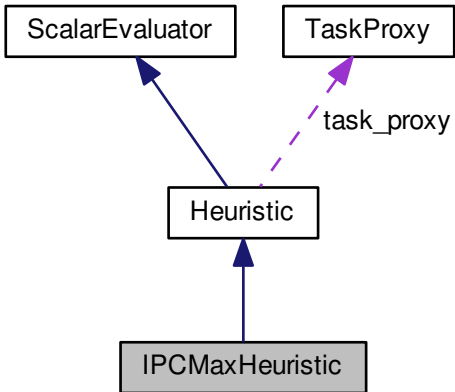 ScalarEvaluator
TaskProxy
task_proxy
Heuristic
IPCMaxHeuristic